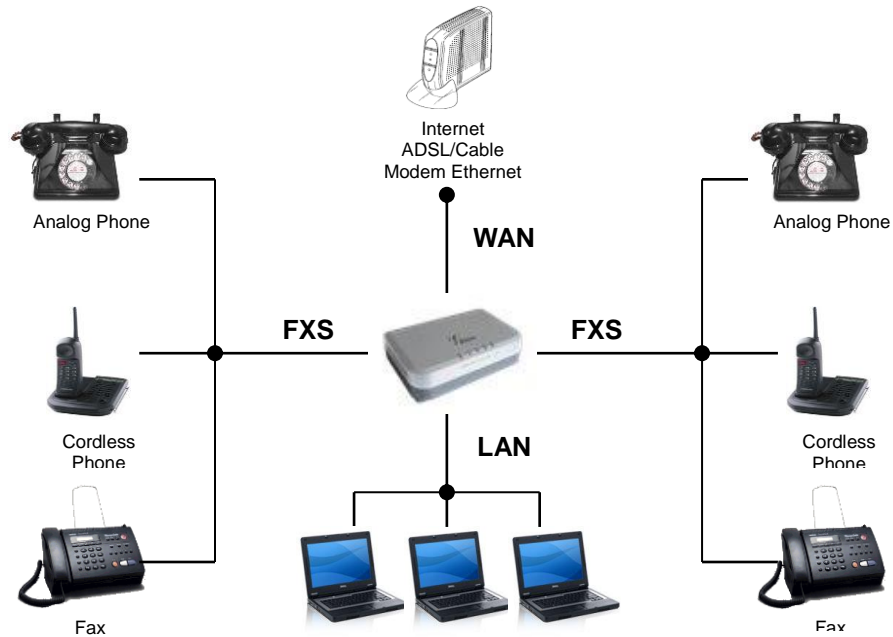 Internet
ADSL/Cable
Modem Ethernet
Analog Phone
Analog Phone
WAN
FXS
FXS
Cordless
Phone
Cordless
Phone
LAN
Fax
Fax